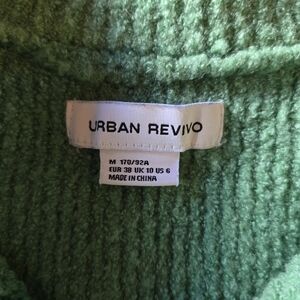 URBAN REVIVO
M 170/92A
EUR 38 UK 10 US 6
MADE IN CHINA